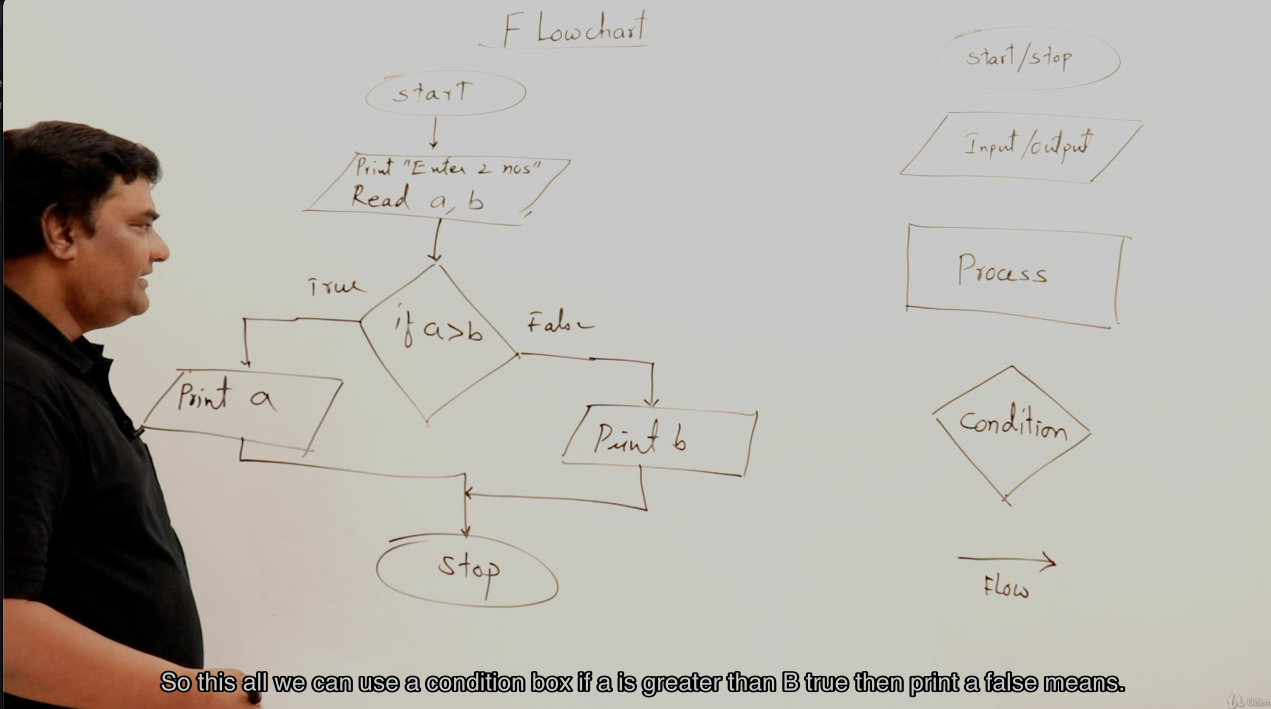 Flowchart
start
Print "Enter 2 nos"
Read a, b
if a>b
True
False
Print a
Print b
stop
start/stop
Input/output
Process
condition
Flow
So this all we can use a condition box if a is greater than B true then print a false means.